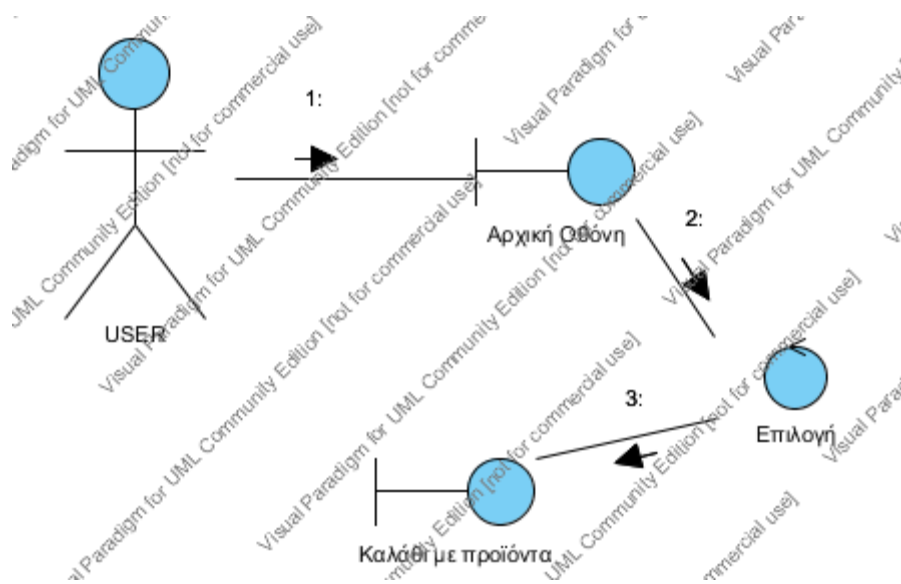 1:
2:
Αρχική Οθόνη
USER
3:
Επιλογή
Καλάθι με προϊόντα
Visual Paradigm for UML Community Edition [not for commercial use]